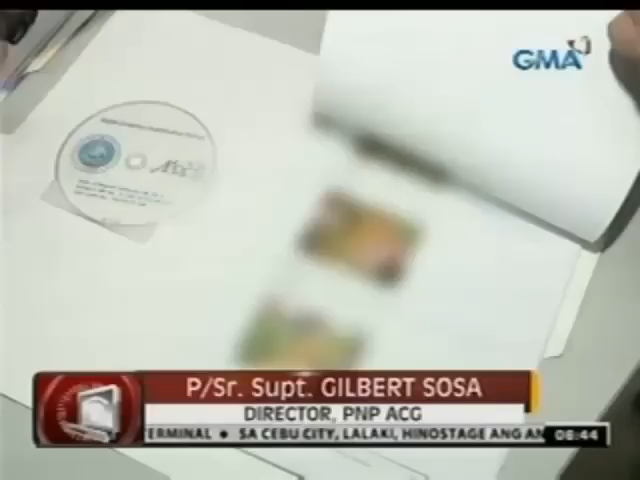 GMA
P/Sr. Supt. GILBERT SOSA
DIRECTOR, PNP ACG
ERMINAL • SA CEBU CITY, LALAKI, HINOSTAGE ANG AN
08:44